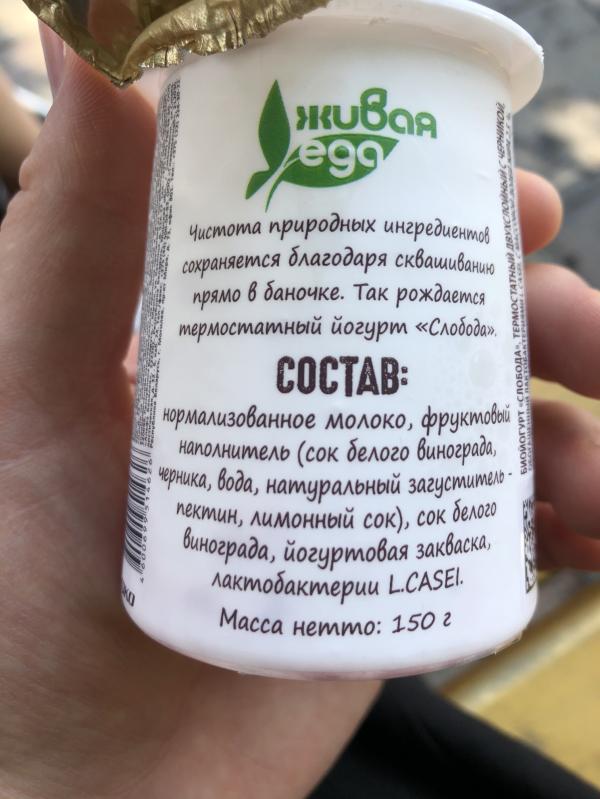 живая
еда
Чистота природных ингредиентов
сохраняется благодаря сквашиванию
прямо в баночке. Так рождается
термостатный йогурт «Слобода».
СОСТАВ:
нормализованное молоко, фруктовый
наполнитель (сок белого винограда,
черника, вода, натуральный загуститель -
пектин, лимонный сок), сок белого
винограда, йогуртовая закваска,
лактобактерии L.CASEI.
Масса нетто: 150 г
БИОЙОГУРТ «СЛОБОДА», ТЕРМОСТАТНЫЙ ДВУХСЛОЙНЫЙ С ЧЕРНИКОЙ,
4600699514626